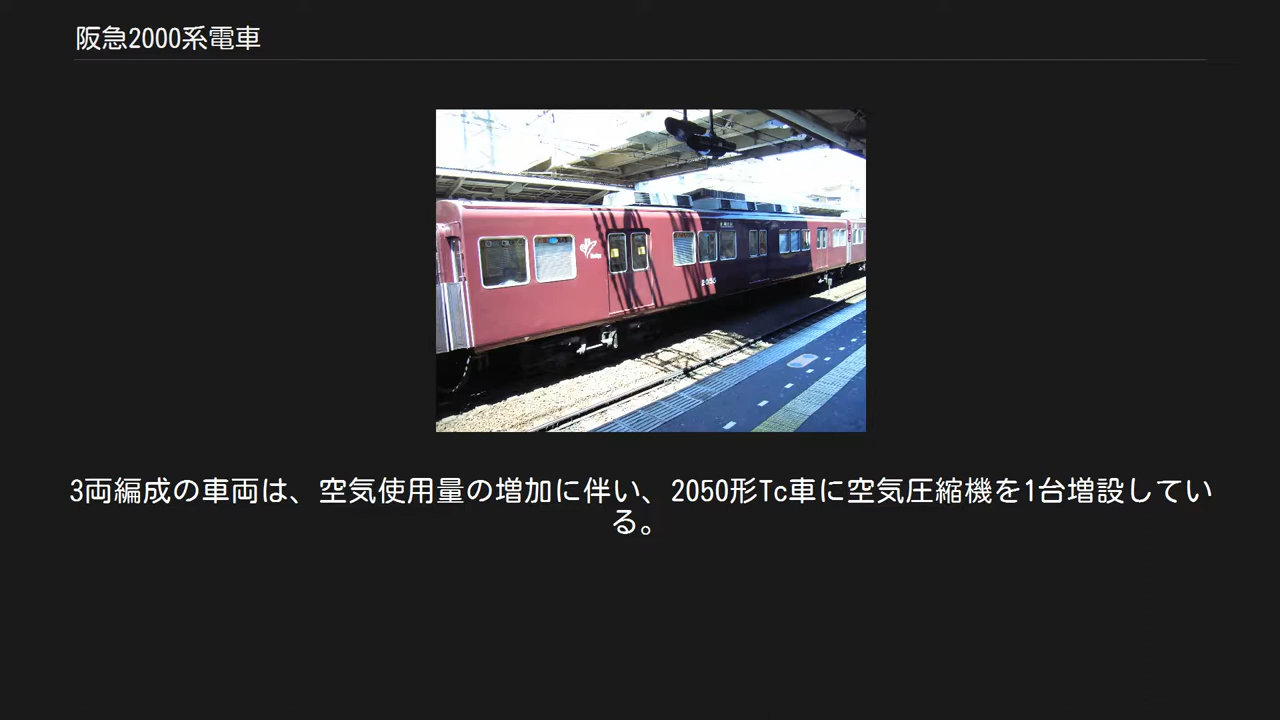 阪急2000系電車
2055
3両編成の車両は、空気使用量の増加に伴い、2050形Tc車に空気圧縮機を1台増設してい
る。